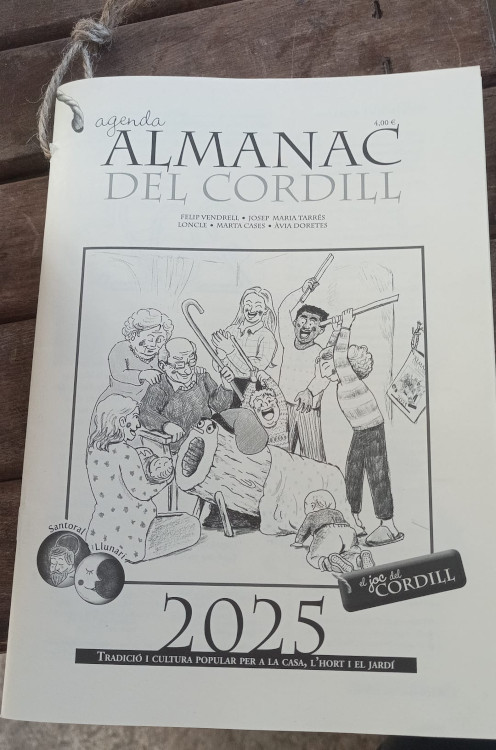 agenda
4,00 €
ALMANAC
DEL CORDILL
FELIP VENDRELL • JOSEP MARIA TARRÉS
LONCLE • MARTA CASES • ÀVIA DORETES
Santoral
Llunari
el joc del
CORDILL
2025
TRADICIÓ I CULTURA POPULAR PER A LA CASA, L'HORT I EL JARDÍ